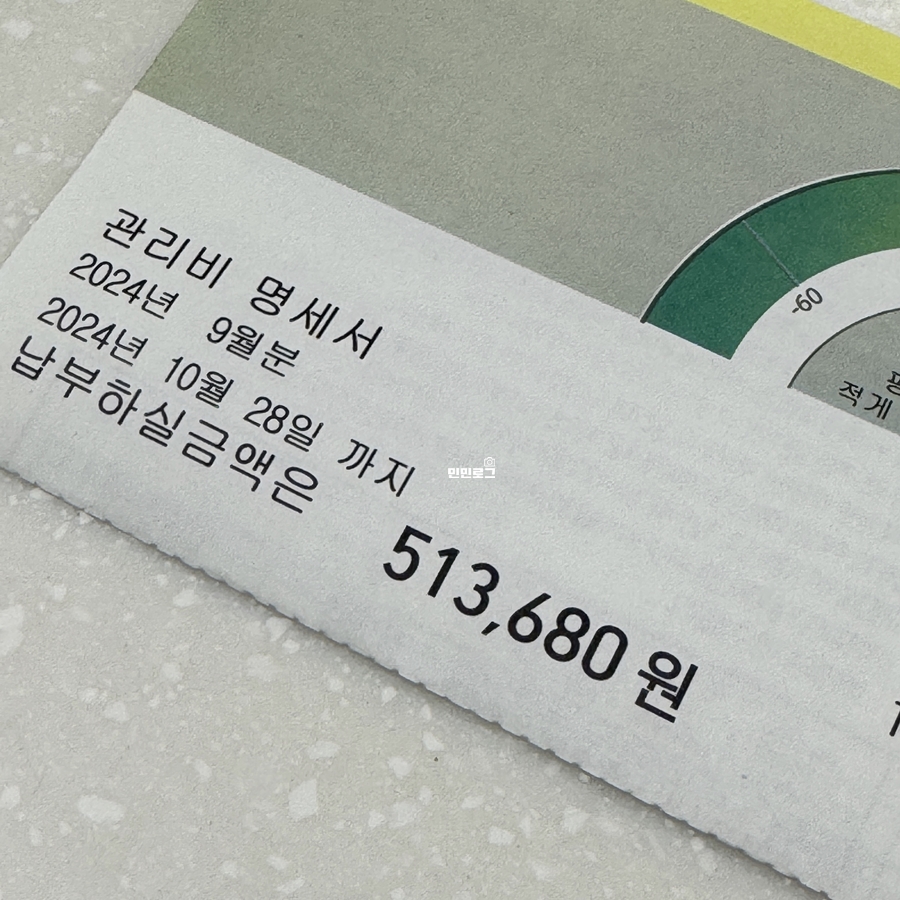 관리비 명세서
2024년 9월분
2024년 10월 28일 까지
납부하실금액은
513,680 원
-60
적게
민민로그